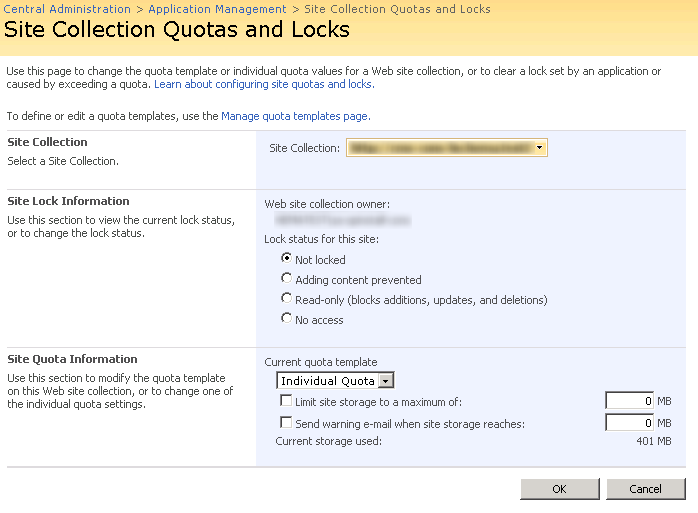 Central Administration > Application Management > Site Collection Quotas and Locks
Site Collection Quotas and Locks
Use this page to change the quota template or individual quota values for a Web site collection, or to clear a lock set by an application or
caused by exceeding a quota. Learn about configuring site quotas and locks.
To define or edit a quota templates, use the Manage quota templates page.
Site Collection
Select a Site Collection.
Site Collection:
Site Lock Information
Use this section to view the current lock status,
or to change the lock status.
Web site collection owner:
Lock status for this site:
Not locked
Adding content prevented
Read-only (blocks additions, updates, and deletions)
No access
Site Quota Information
Use this section to modify the quota template
on this Web site collection, or to change one of
the individual quota settings.
Current quota template
Individual Quota
Limit site storage to a maximum of: 0 MB
Send warning e-mail when site storage reaches: 0 MB
Current storage used: 401 MB
OK Cancel